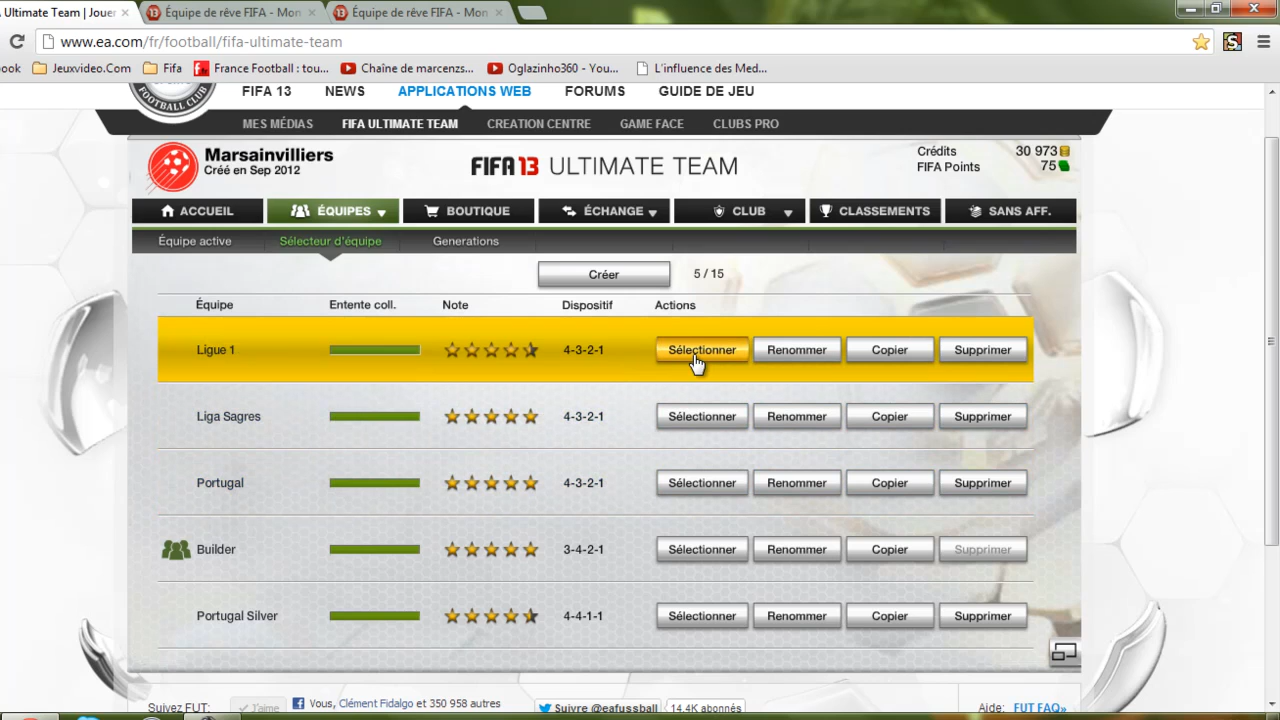 Ultimate Team | Jouer
13 Équipe de rêve FIFA - Mon
13 Équipe de rêve FIFA - Mon
www.ea.com/fr/football/fifa-ultimate-team
ook Jeuxvideo.Com Fifa France Football : tou... Chaîne de marcenzs... Oglazinho360 - You... L'influence des Med...
FOOTBALL CLUB
FIFA 13 NEWS APPLICATIONS WEB FORUMS GUIDE DE JEU
MES MÉDIAS FIFA ULTIMATE TEAM CREATION CENTRE GAME FACE CLUBS PRO
Marsainvilliers
Créé en Sep 2012
FIFA 13 ULTIMATE TEAM
Crédits 30 973
FIFA Points 75
ACCUEIL ÉQUIPES BOUTIQUE ÉCHANGE CLUB CLASSEMENTS SANS AFF.
Équipe active Sélecteur d'équipe Generations
Créer 5 / 15
Équipe Entente coll. Note Dispositif Actions
Ligue 1 4-3-2-1 Sélectionner Renommer Copier Supprimer
Liga Sagres 4-3-2-1 Sélectionner Renommer Copier Supprimer
Portugal 4-3-2-1 Sélectionner Renommer Copier Supprimer
Builder 3-4-2-1 Sélectionner Renommer Copier Supprimer
Portugal Silver 4-4-1-1 Sélectionner Renommer Copier Supprimer
Suivez FUT: J'aime Vous, Clément Fidalgo et 350 958 autres Suivre @eafussball 14.4K abonnés Aide: FUT FAQ»